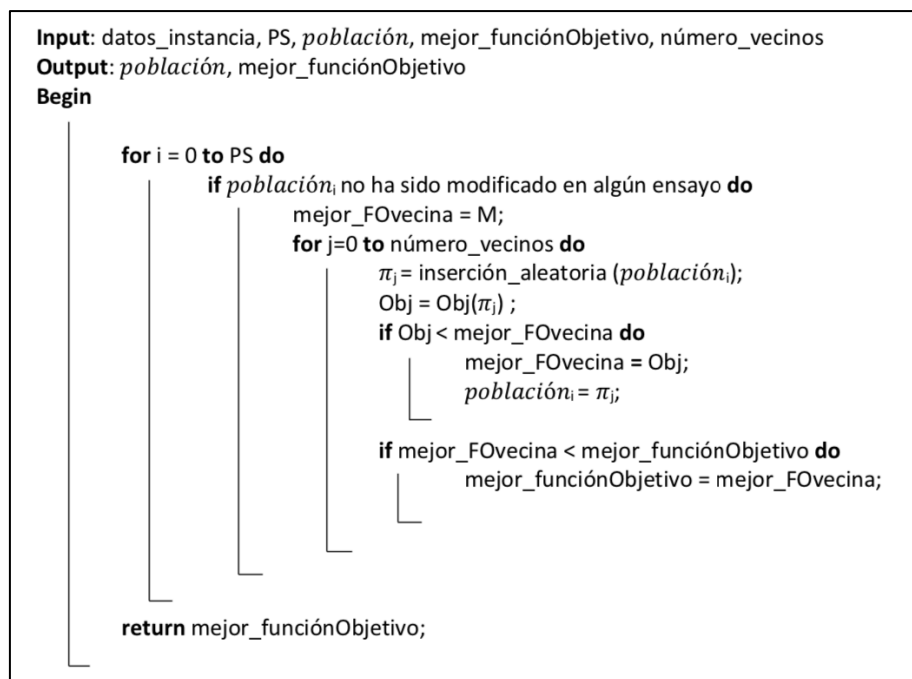 Input: datos_instancia, PS, población, mejor_funciónObjetivo, número_vecinos
Output: población, mejor_funciónObjetivo
Begin
for i = 0 to PS do
if poblaciónᵢ no ha sido modificado en algún ensayo do
mejor_FOvecina = M;
for j=0 to número_vecinos do
πⱼ = inserción_aleatoria (poblaciónᵢ);
Obj = Obj(πⱼ) ;
if Obj < mejor_FOvecina do
mejor_FOvecina = Obj;
poblaciónᵢ = πⱼ;
if mejor_FOvecina < mejor_funciónObjetivo do
mejor_funciónObjetivo = mejor_FOvecina;
return mejor_funciónObjetivo;